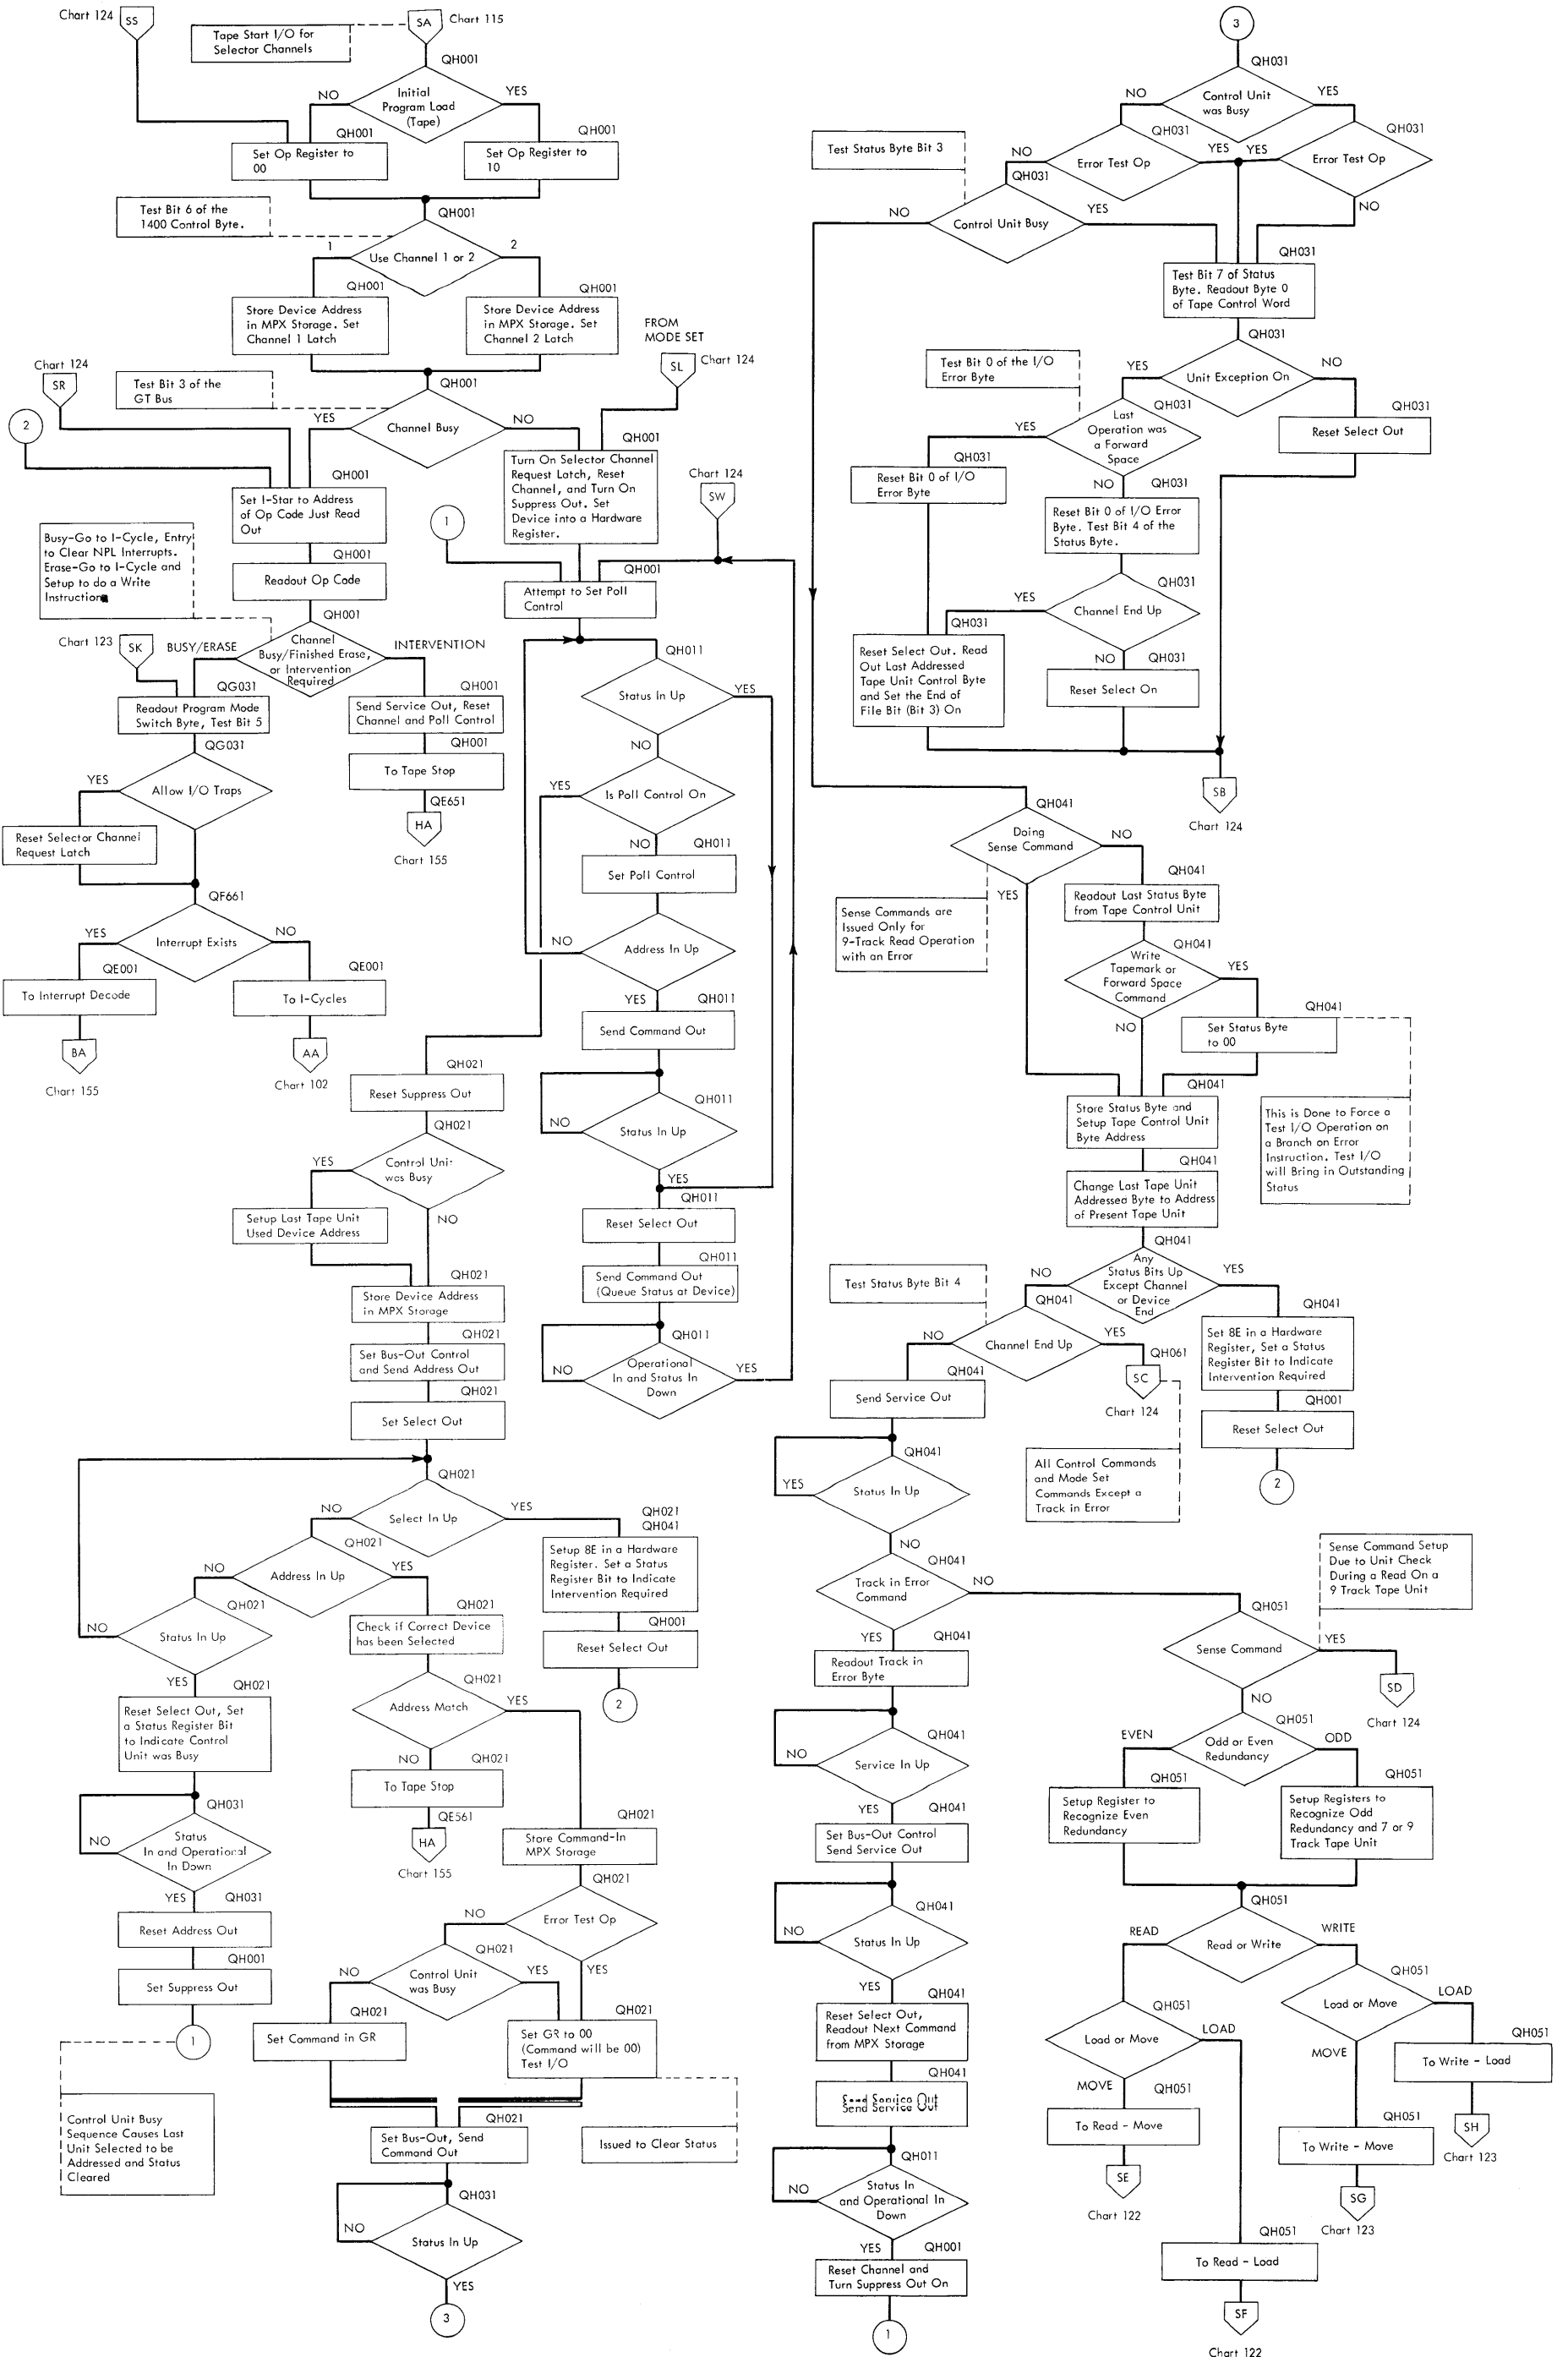 Chart 124
SS
Tape Start I/O for
Selector Channels
SA
Chart 115
QH001
Initial
Program Load
(Tape)
NO
YES
QH001
Set Op Register to
00
QH001
Set Op Register to
10
Test Bit 6 of the
1400 Control Byte.
QH001
Use Channel 1 or 2
1
2
QH001
Store Device Address
in MPX Storage. Set
Channel 1 Latch
QH001
Store Device Address
in MPX Storage. Set
Channel 2 Latch
FROM
MODE SET
SL
Chart 124
Chart 124
SR
2
Test Bit 3 of the
GT Bus
QH001
Channel Busy
YES
NO
QH001
Set I-Star to Address
of Op Code Just Read
Out
QH001
Turn On Selector Channel
Request Latch, Reset
Channel, and Turn On
Suppress Out. Set
Device into a Hardware
Register.
Chart 124
SW
1
Busy-Go to I-Cycle, Entry
to Clear NPL Interrupts.
Erase-Go to I-Cycle and
Setup to do a Write
Instruction
QH001
Readout Op Code
QH001
Attempt to Set Poll
Control
QH001
Channel
Busy/Finished Erase,
or Intervention
Required
BUSY/ERASE
INTERVENTION
Chart 123
SK
QG031
Readout Program Mode
Switch Byte, Test Bit 5
QH001
Send Service Out, Reset
Channel and Poll Control
QG031
Allow I/O Traps
YES
QH001
To Tape Stop
QE651
HA
Chart 155
Reset Selector Channel
Request Latch
QF661
Interrupt Exists
YES
NO
QE001
To Interrupt Decode
BA
Chart 155
QE001
To I-Cycles
AA
Chart 102
QH011
Status In Up
YES
NO
Is Poll Control On
YES
NO
QH011
Set Poll Control
Address In Up
NO
YES
QH011
Send Command Out
QH011
Status In Up
NO
YES
QH011
Reset Select Out
QH011
Send Command Out
(Queue Status at Device)
QH011
Operational
In and Status In
Down
NO
YES
QH021
Reset Suppress Out
QH021
Control Unit
was Busy
YES
NO
Setup Last Tape Unit
Used Device Address
QH021
Store Device Address
in MPX Storage
QH021
Set Bus-Out Control
and Send Address Out
QH021
Set Select Out
QH021
Select In Up
NO
YES
QH021
QH041
Setup 8E in a Hardware
Register. Set a Status
Register Bit to Indicate
Intervention Required
QH001
Reset Select Out
2
QH021
Address In Up
NO
YES
QH021
Status In Up
NO
YES
QH021
Check if Correct Device
has been Selected
QH021
Address Match
YES
NO
QH021
To Tape Stop
QE561
HA
Chart 155
QH021
Reset Select Out, Set
a Status Register Bit
to Indicate Control
Unit was Busy
QH031
Status
In and Operational
In Down
NO
YES
QH031
Reset Address Out
QH001
Set Suppress Out
1
Control Unit Busy
Sequence Causes Last
Unit Selected to be
Addressed and Status
Cleared
QH021
Store Command-In
MPX Storage
QH021
Error Test Op
NO
YES
QH021
Control Unit
was Busy
NO
YES
QH021
Set Command in GR
QH021
Set GR to 00
(Command will be 00)
Test I/O
QH021
Set Bus-Out, Send
Command Out
Issued to Clear Status
QH031
Status In Up
NO
YES
3
3
QH031
Control Unit
was Busy
NO
YES
QH031
Error Test Op
NO
YES
QH031
Error Test Op
YES
NO
Test Status Byte Bit 3
QH031
Control Unit Busy
NO
YES
QH031
Test Bit 7 of Status
Byte. Readout Byte 0
of Tape Control Word
QH031
Unit Exception On
YES
NO
Test Bit 0 of the I/O
Error Byte
QH031
Last
Operation was
a Forward
Space
YES
NO
QH031
Reset Select Out
QH031
Reset Bit 0 of I/O
Error Byte
QH031
Reset Bit 0 of I/O Error
Byte. Test Bit 4 of the
Status Byte.
QH031
Channel End Up
YES
NO
QH031
Reset Select Out. Read
Out Last Addressed
Tape Unit Control Byte
and Set the End of
File Bit (Bit 3) On
QH031
Reset Select On
SB
Chart 124
QH041
Doing
Sense Command
NO
YES
Sense Commands are
Issued Only for
9-Track Read Operation
with an Error
QH041
Readout Last Status Byte
from Tape Control Unit
QH041
Write
Tapemark or
Forward Space
Command
YES
NO
QH041
Set Status Byte
to 00
This is Done to Force a
Test I/O Operation on
a Branch on Error
Instruction. Test I/O
will Bring in Outstanding
Status
QH041
Store Status Byte and
Setup Tape Control Unit
Byte Address
QH041
Change Last Tape Unit
Addressed Byte to Address
of Present Tape Unit
QH041
Any
Status Bits Up
Except Channel
or Device
End
NO
YES
Test Status Byte Bit 4
QH041
Channel End Up
NO
YES
QH061
SC
Chart 124
All Control Commands
and Mode Set
Commands Except a
Track in Error
QH041
Set 8E in a Hardware
Register, Set a Status
Register Bit to Indicate
Intervention Required
QH001
Reset Select Out
2
QH041
Send Service Out
QH041
Status In Up
YES
NO
QH041
Track in Error
Command
NO
YES
QH041
Readout Track in
Error Byte
QH041
Service In Up
NO
YES
QH041
Set Bus-Out Control
Send Service Out
QH041
Status In Up
NO
YES
QH041
Reset Select Out,
Readout Next Command
from MPX Storage
QH041
Send Service Out
QH011
Status In
and Operational In
Down
NO
YES
QH001
Reset Channel and
Turn Suppress Out On
1
Sense Command Setup
Due to Unit Check
During a Read On a
9 Track Tape Unit
QH051
Sense Command
YES
NO
SD
Chart 124
QH051
Odd or Even
Redundancy
EVEN
ODD
QH051
Setup Register to
Recognize Even
Redundancy
QH051
Setup Registers to
Recognize Odd
Redundancy and 7 or 9
Track Tape Unit
QH051
Read or Write
READ
WRITE
QH051
Load or Move
LOAD
MOVE
QH051
Load or Move
LOAD
MOVE
QH051
To Write - Load
SH
Chart 123
QH051
To Read - Move
SE
Chart 122
QH051
To Write - Move
SG
Chart 123
QH051
To Read - Load
SF
Chart 122